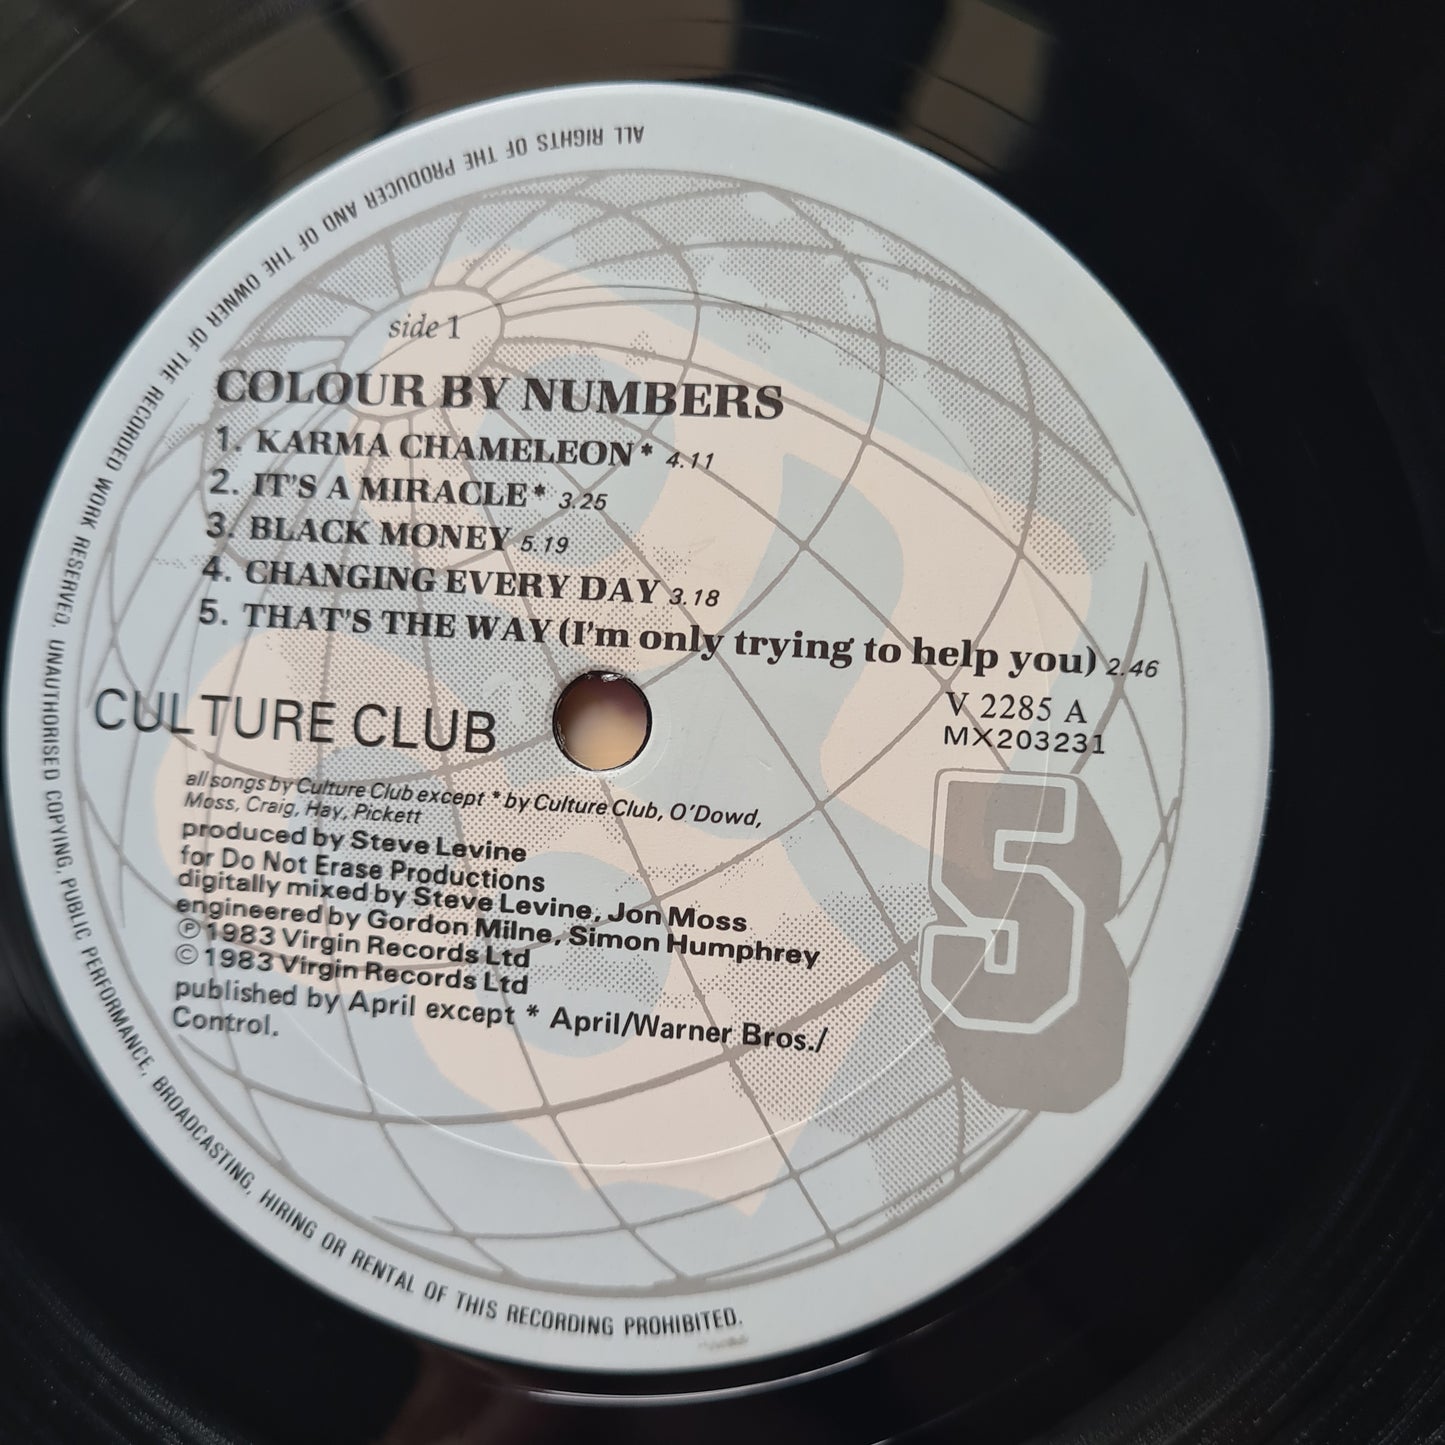 side 1
COLOUR BY NUMBERS
1. KARMA CHAMELEON* 4.11
2. IT'S A MIRACLE* 3.25
3. BLACK MONEY 5.19
4. CHANGING EVERY DAY 3.18
5. THAT'S THE WAY (I'm only trying to help you) 2.46
V 2285 A
MX203231
CULTURE CLUB
all songs by Culture Club except * by Culture Club, O'Dowd,
Moss, Craig, Hay, Pickett
produced by Steve Levine
for Do Not Erase Productions
digitally mixed by Steve Levine, Jon Moss
engineered by Gordon Milne, Simon Humphrey
℗ 1983 Virgin Records Ltd
© 1983 Virgin Records Ltd
published by April except * April/Warner Bros./
Control.
5
ALL RIGHTS OF THE PRODUCER AND OF THE OWNER OF THE RECORDED WORK RESERVED. UNAUTHORISED COPYING, PUBLIC PERFORMANCE, BROADCASTING, HIRING OR RENTAL OF THIS RECORDING PROHIBITED.